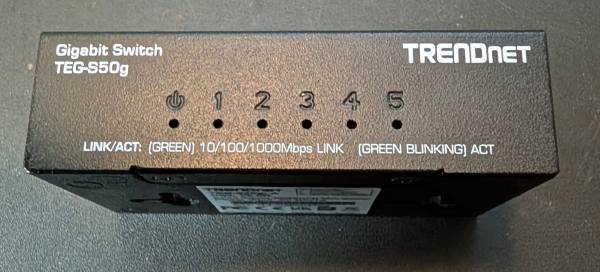 Gigabit Switch
TEG-S50g
TRENDNET
1 2 3 4 5
LINK/ACT: (GREEN) 10/100/1000Mbps LINK (GREEN BLINKING) ACT
TRENDNET